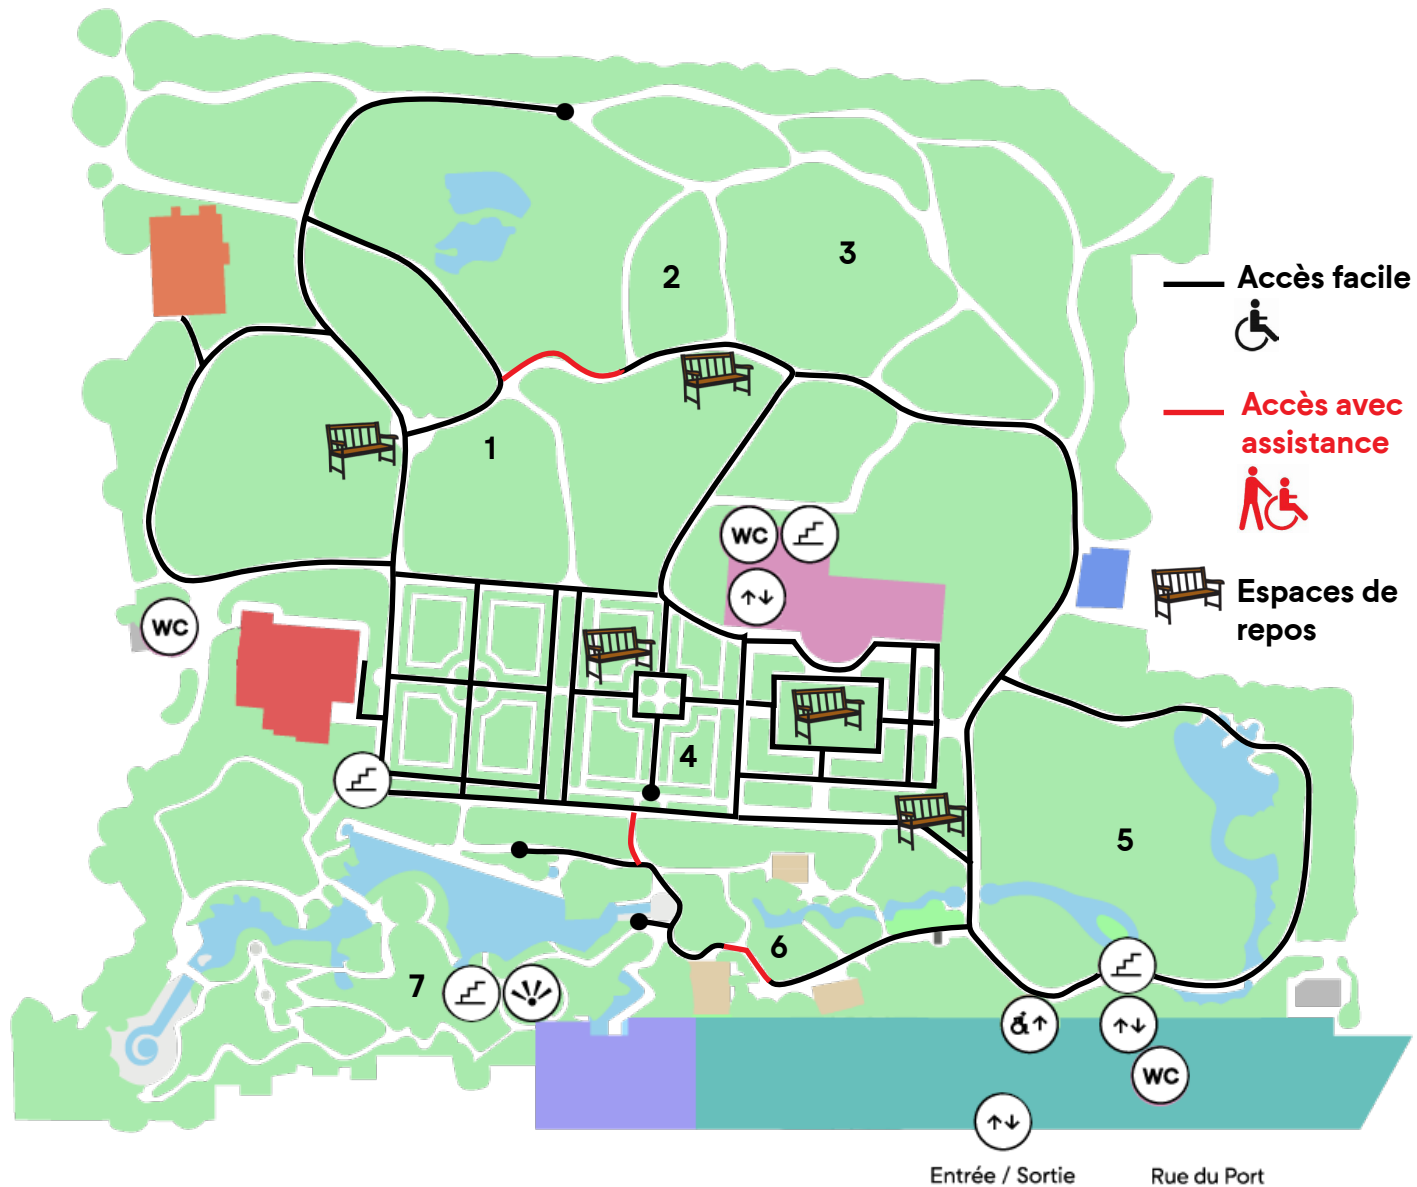 2
3
Accès facile
1
Accès avec
assistance
WC
Espaces de
repos
WC
4
5
6
7
WC
Entrée / Sortie
Rue du Port